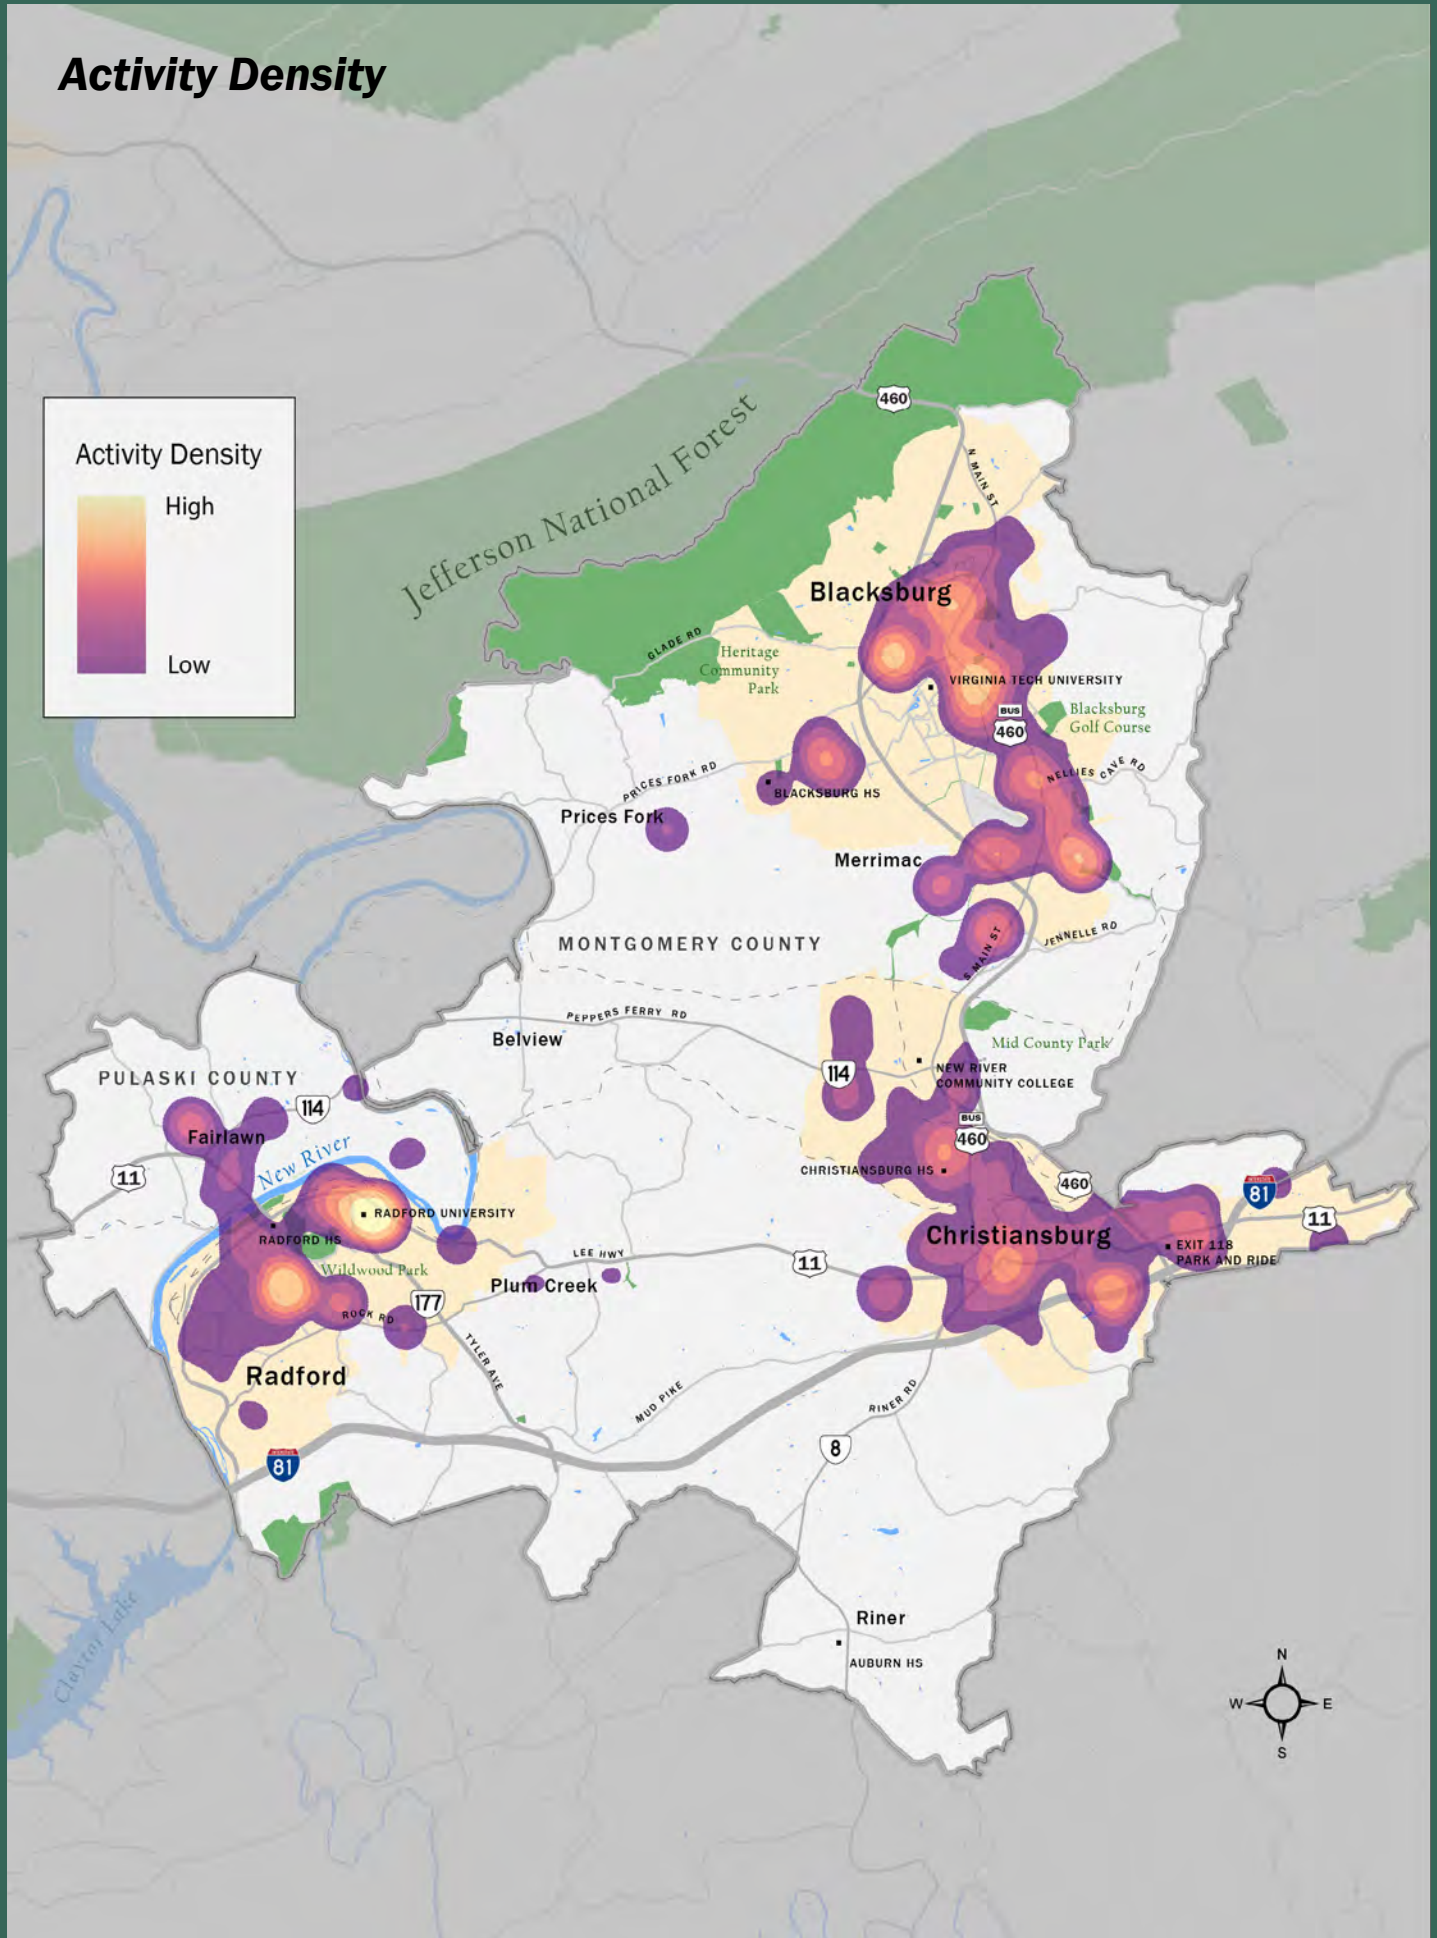 Activity Density
460
N MAIN ST
Activity Density
High
Low
Jefferson National Forest
Blacksburg
GLADE RD
Heritage
Community
Park
VIRGINIA TECH UNIVERSITY
BUS
460
Blacksburg
Golf Course
NELLIES CAVE RD
PRICES FORK RD
BLACKSBURG HS
Prices Fork
Merrimac
S MAIN ST
JENNELLE RD
MONTGOMERY COUNTY
PEPPERS FERRY RD
Belview
Mid County Park
114
NEW RIVER
COMMUNITY COLLEGE
PULASKI COUNTY
114
Fairlawn
New River
11
BUS
460
CHRISTIANSBURG HS
460
INTERSTATE
81
11
RADFORD UNIVERSITY
RADFORD HS
Christiansburg
EXIT 118
PARK AND RIDE
LEE HWY
11
Wildwood Park
Plum Creek
177
ROCK RD
TYLER AVE
Radford
MUD PIKE
RINER RD
8
INTERSTATE
81
Claytor Lake
Riner
AUBURN HS
N
W
E
S